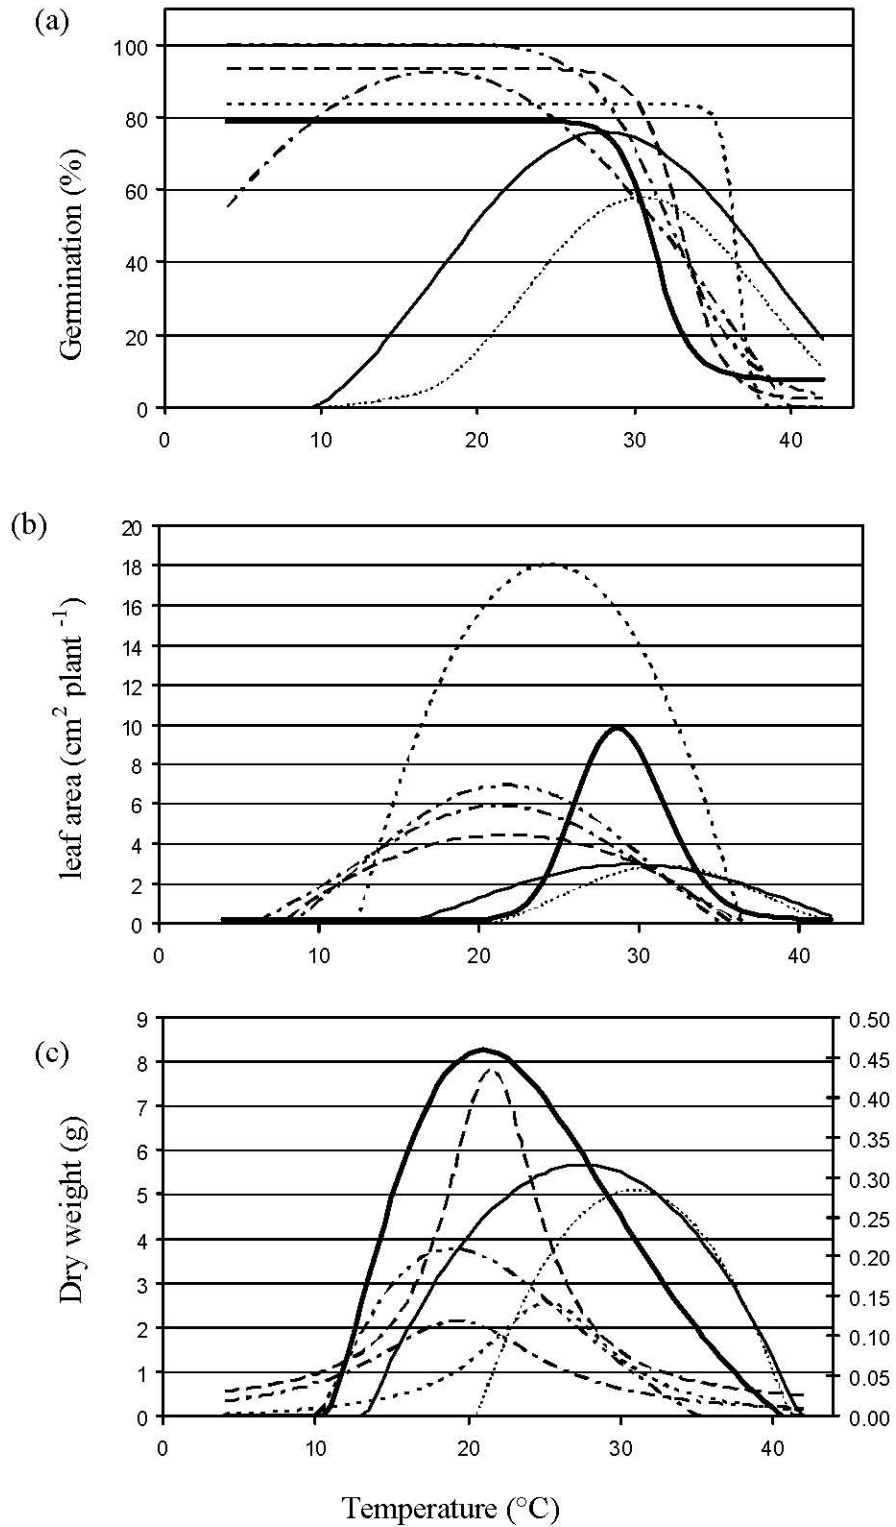 (a)
Germination (%)
100
80
60
40
20
0
0 10 20 30 40
(b)
leaf area (cm² plant ⁻¹)
20
18
16
14
12
10
8
6
4
2
0
0 10 20 30 40
(c)
Dry weight (g)
9 0.50
8 0.45
7 0.40
6 0.35
5 0.30
4 0.25
3 0.20
2 0.15
1 0.10
0 0.05
0.00
0 10 20 30 40
Temperature (°C)